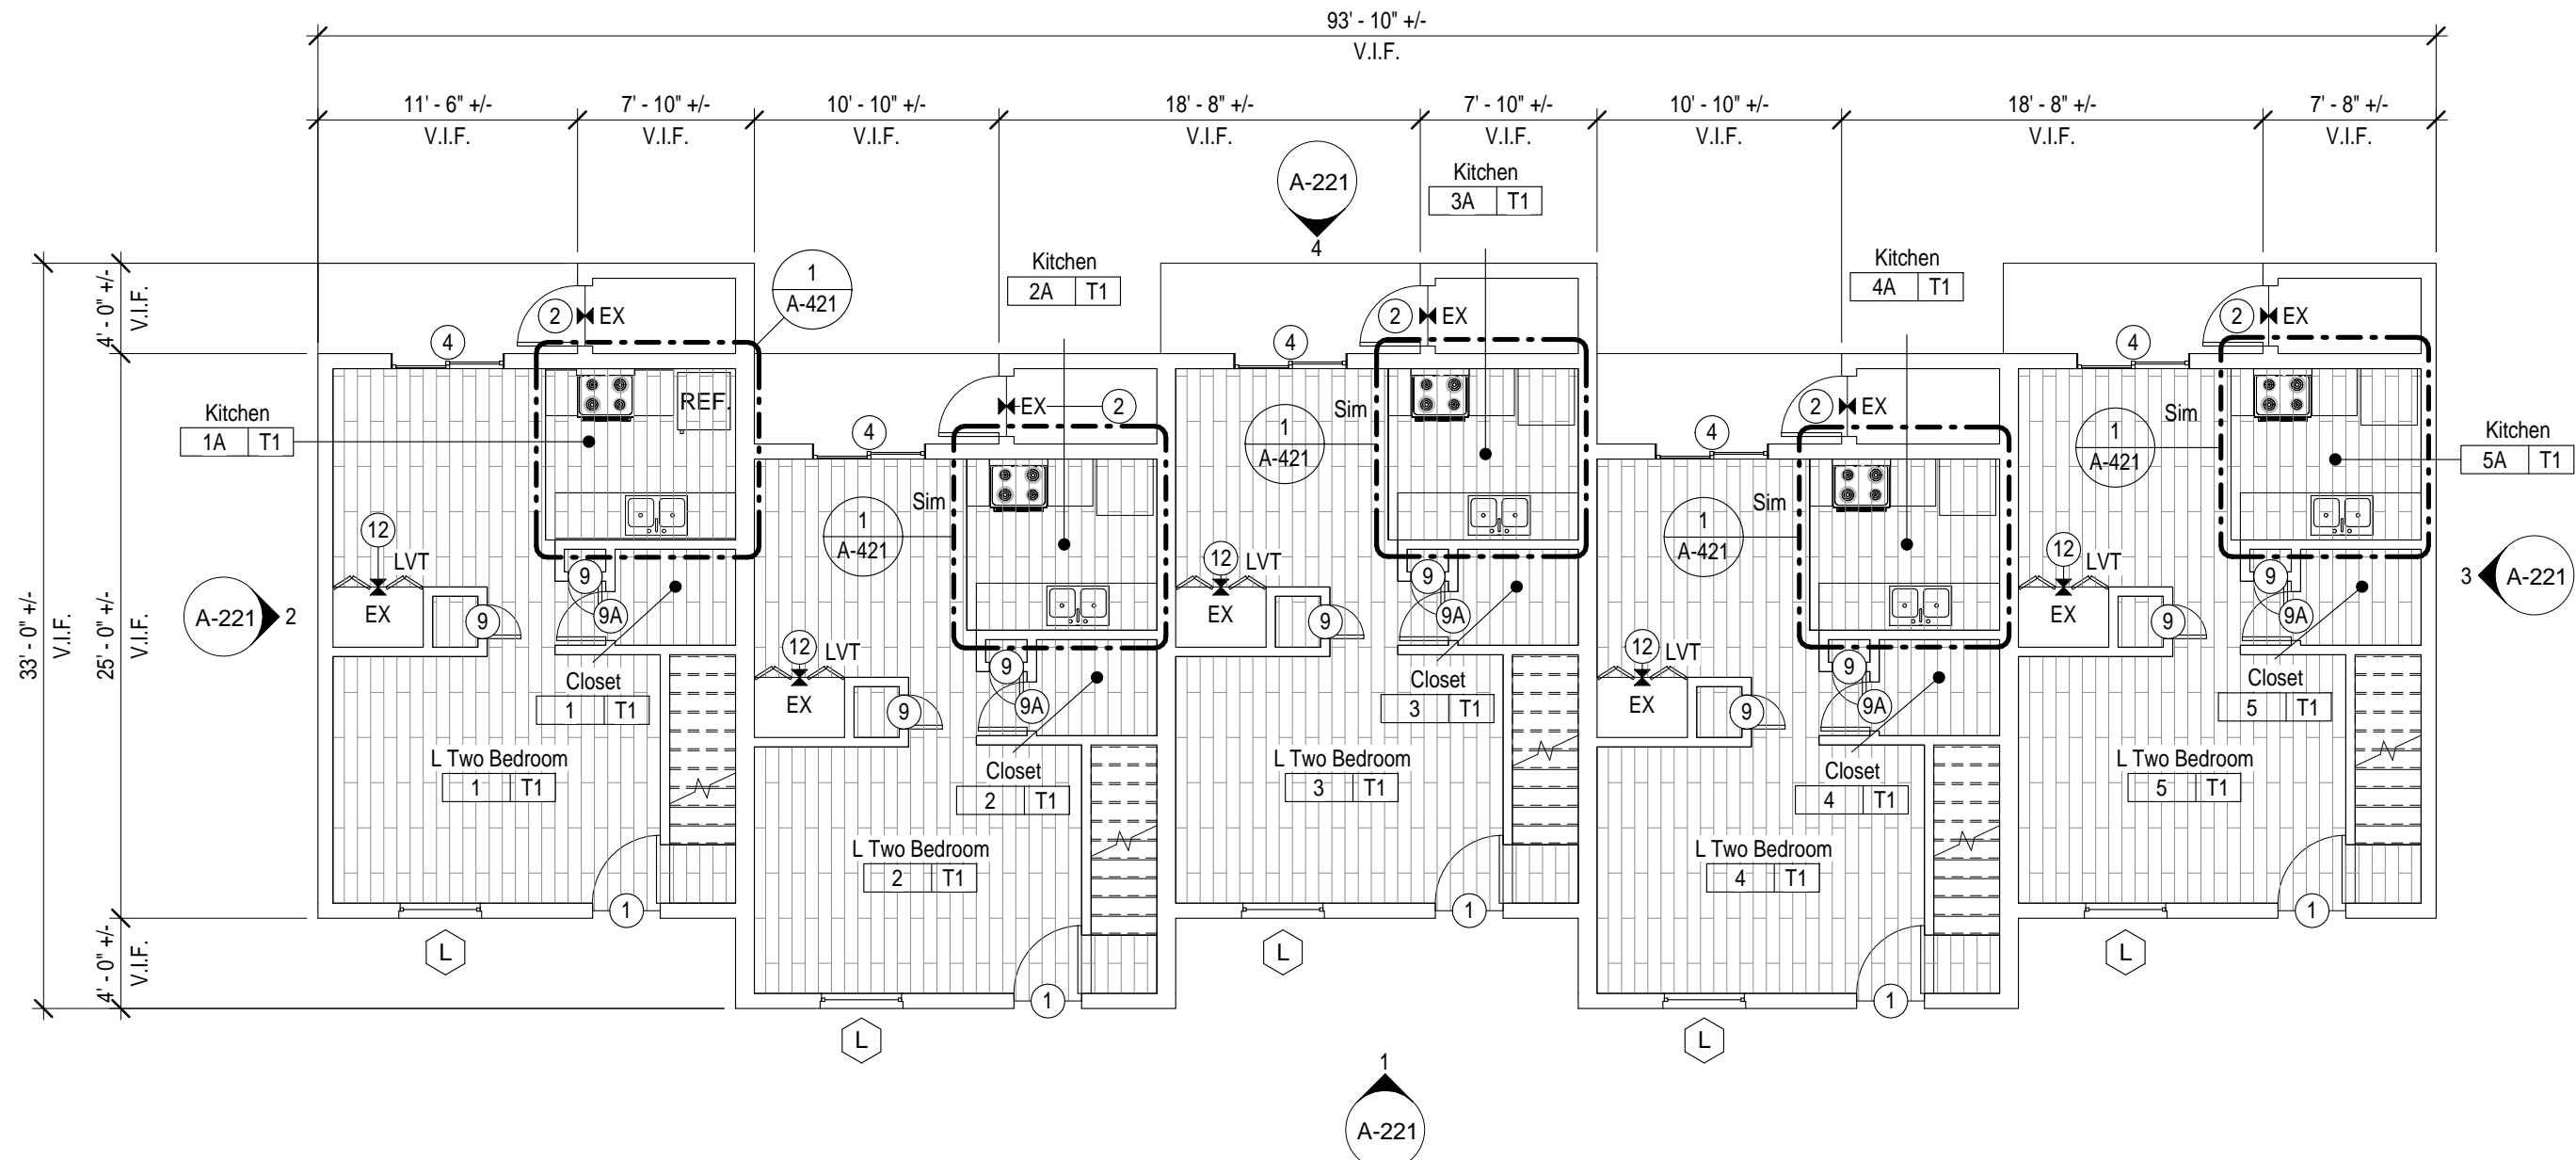 93' - 10" +/-
V.I.F.
11' - 6" +/-
V.I.F.
7' - 10" +/-
V.I.F.
10' - 10" +/-
V.I.F.
18' - 8" +/-
V.I.F.
7' - 10" +/-
V.I.F.
10' - 10" +/-
V.I.F.
18' - 8" +/-
V.I.F.
7' - 8" +/-
V.I.F.
33' - 0" +/-
V.I.F.
4' - 0" +/-
V.I.F.
25' - 0" +/-
V.I.F.
4' - 0" +/-
V.I.F.
A-221
4
Kitchen
3A T1
Kitchen
2A T1
Kitchen
4A T1
1
A-421
2 EX
2 EX
2 EX
4
4
4
Kitchen
1A T1
REF.
EX 2
2 EX
4
4
Sim
1
A-421
Sim
1
A-421
Kitchen
5A T1
Sim
1
A-421
Sim
1
A-421
12
LVT
EX
9
9
9A
12
LVT
EX
9
9
9A
12
LVT
EX
9
9
9A
A-221 2
3 A-221
12
LVT
EX
9
9
9A
12
LVT
EX
9
9
9A
Closet
1 T1
Closet
3 T1
Closet
5 T1
L Two Bedroom
1 T1
Closet
2 T1
L Two Bedroom
3 T1
Closet
4 T1
L Two Bedroom
5 T1
L Two Bedroom
2 T1
L Two Bedroom
4 T1
1
1
1
L
L
L
1
1
L
L
1
A-221